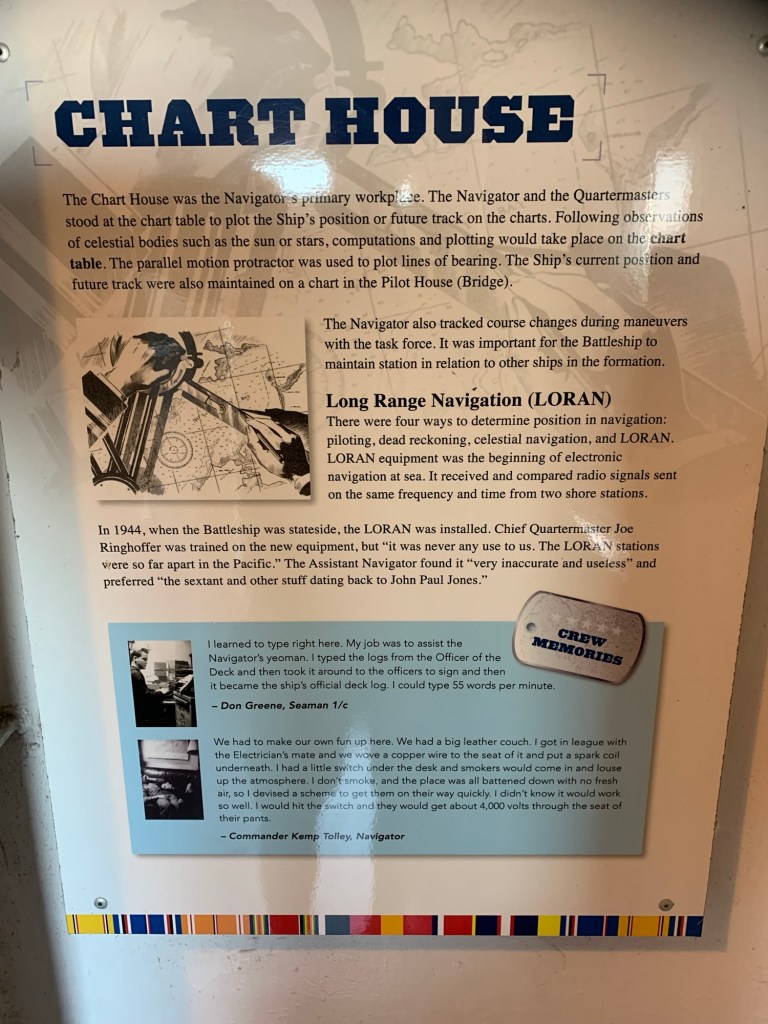 CHART HOUSE
The Chart House was the Navigator's primary workplace. The Navigator and the Quartermasters
stood at the chart table to plot the Ship's position or future track on the charts. Following observations
of celestial bodies such as the sun or stars, computations and plotting would take place on the chart
table. The parallel motion protractor was used to plot lines of bearing. The Ship's current position and
future track were also maintained on a chart in the Pilot House (Bridge).
The Navigator also tracked course changes during maneuvers
with the task force. It was important for the Battleship to
maintain station in relation to other ships in the formation.
Long Range Navigation (LORAN)
There were four ways to determine position in navigation:
piloting, dead reckoning, celestial navigation, and LORAN.
LORAN equipment was the beginning of electronic
navigation at sea. It received and compared radio signals sent
on the same frequency and time from two shore stations.
In 1944, when the Battleship was stateside, the LORAN was installed. Chief Quartermaster Joe
Ringhoffer was trained on the new equipment, but “it was never any use to us. The LORAN stations
were so far apart in the Pacific.” The Assistant Navigator found it “very inaccurate and useless” and
preferred “the sextant and other stuff dating back to John Paul Jones.”
CREW
MEMORIES
I learned to type right here. My job was to assist the
Navigator's yeoman. I typed the logs from the Officer of the
Deck and then took it around to the officers to sign and then
it became the ship's official deck log. I could type 55 words per minute.
– Don Greene, Seaman 1/c
We had to make our own fun up here. We had a big leather couch. I got in league with
the Electrician's mate and we wove a copper wire to the seat of it and put a spark coil
underneath. I had a little switch under the desk and smokers would come in and louse
up the atmosphere. I don't smoke, and the place was all battened down with no fresh
air, so I devised a scheme to get them on their way quickly. I didn't know it would work
so well. I would hit the switch and they would get about 4,000 volts through the seat of
their pants.
– Commander Kemp Tolley, Navigator